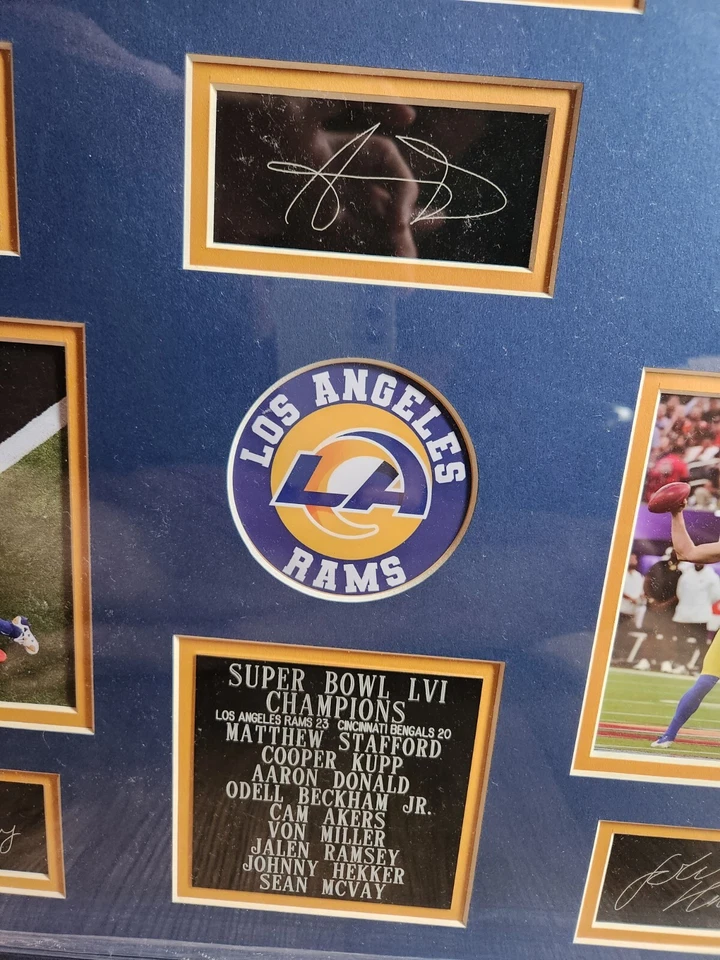 LOS ANGELES
LA
RAMS
SUPER BOWL LVI
CHAMPIONS
LOS ANGELES RAMS 23 CINCINNATI BENGALS 20
MATTHEW STAFFORD
COOPER KUPP
AARON DONALD
ODELL BECKHAM JR.
CAM AKERS
VON MILLER
JALEN RAMSEY
JOHNNY HEKKER
SEAN MCVAY